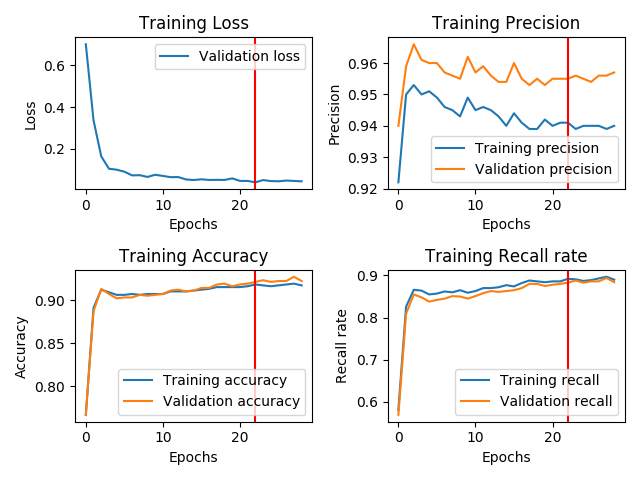 Training Loss
Validation loss
0.6
0.4
0.2
Loss
0 20
Epochs
Training Precision
0.96
0.95
0.94
0.93
0.92
Precision
Training precision
Validation precision
0 10 20
Epochs
Training Accuracy
0.90
0.85
0.80
Accuracy
Training accuracy
Validation accuracy
0 10 20
Epochs
Training Recall rate
0.9
0.8
0.7
0.6
Recall rate
Training recall
Validation recall
0 10 20
Epochs